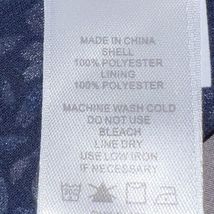 MADE IN CHINA
SHELL
100% POLYESTER
LINING
100% POLYESTER
MACHINE WASH COLD
DO NOT USE
BLEACH
LINE DRY
USE LOW IRON
IF NECESSARY